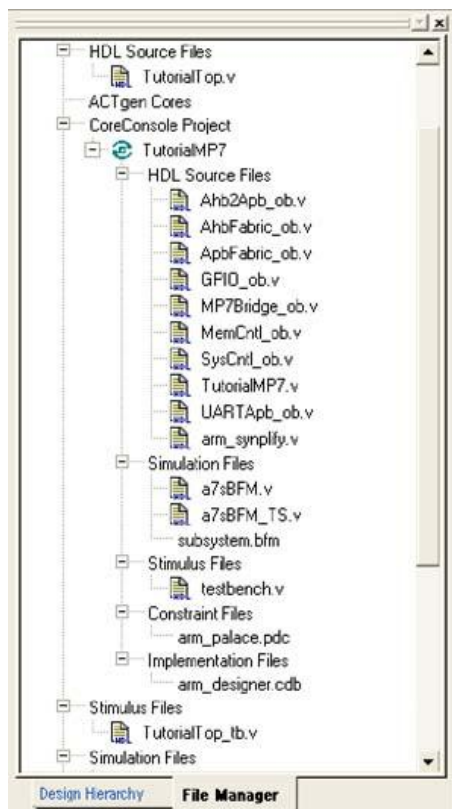 HDL Source Files
TutorialTop.v
ACTgen Cores
CoreConsole Project
TutorialMP7
HDL Source Files
Ahb2Apb_ob.v
AhbFabric_ob.v
ApbFabric_ob.v
GPIO_ob.v
MP7Bridge_ob.v
MemCntl_ob.v
SysCntl_ob.v
TutorialMP7.v
UARTApb_ob.v
arm_synplify.v
Simulation Files
a7sBFM.v
a7sBFM_TS.v
subsystem.bfm
Stimulus Files
testbench.v
Constraint Files
arm_palace.pdc
Implementation Files
arm_designer.cdb
Stimulus Files
TutorialTop_tb.v
Simulation Files
Design Hierarchy File Manager